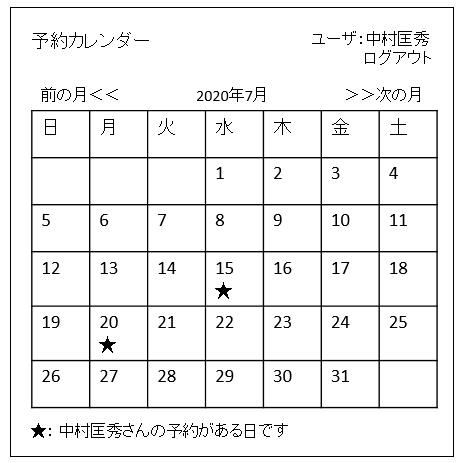 予約カレンダー
ユーザ:中村匡秀
ログアウト
前の月＜＜ 2020年7月 ＞＞次の月
日 月 火 水 木 金 土
1 2 3 4
5 6 7 8 9 10 11
12 13 14 15 16 17 18
★
19 20 21 22 23 24 25
★
26 27 28 29 30 31
★: 中村匡秀さんの予約がある日です